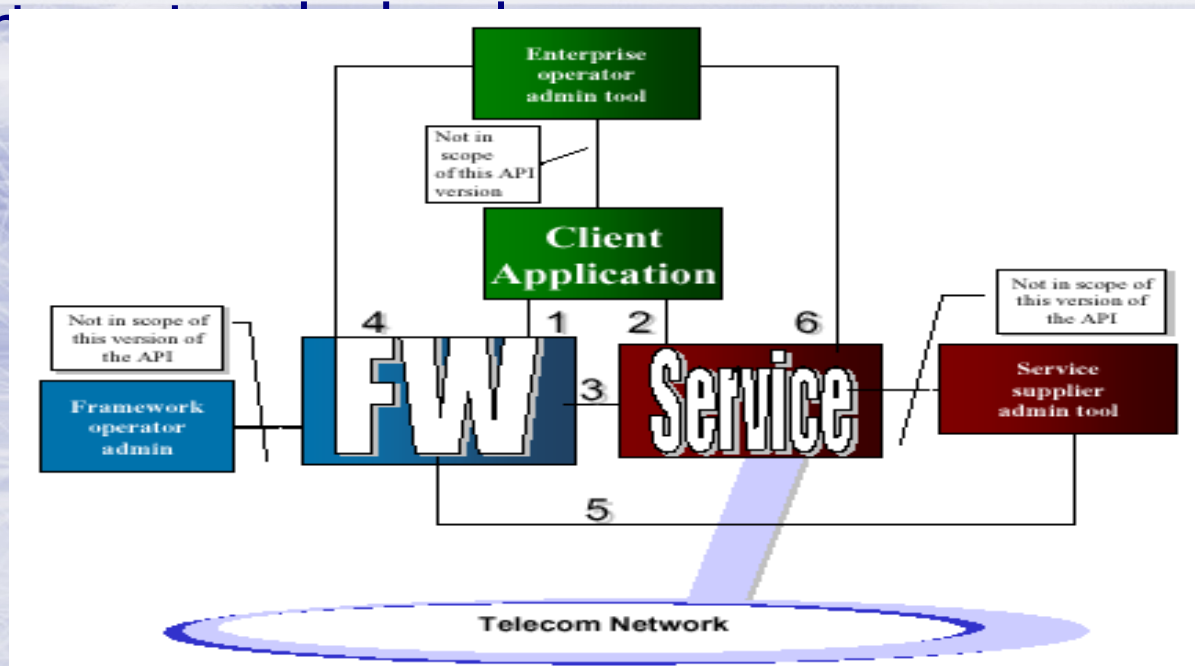 Enterprise
operator
admin tool
Not in
scope
of this API
version
Client
Application
Not in scope of
this version of
the API
Not in scope of
this version of
the API
4
1
2
6
FW
3
Service
Framework
operator
admin
Service
supplier
admin tool
5
Telecom Network